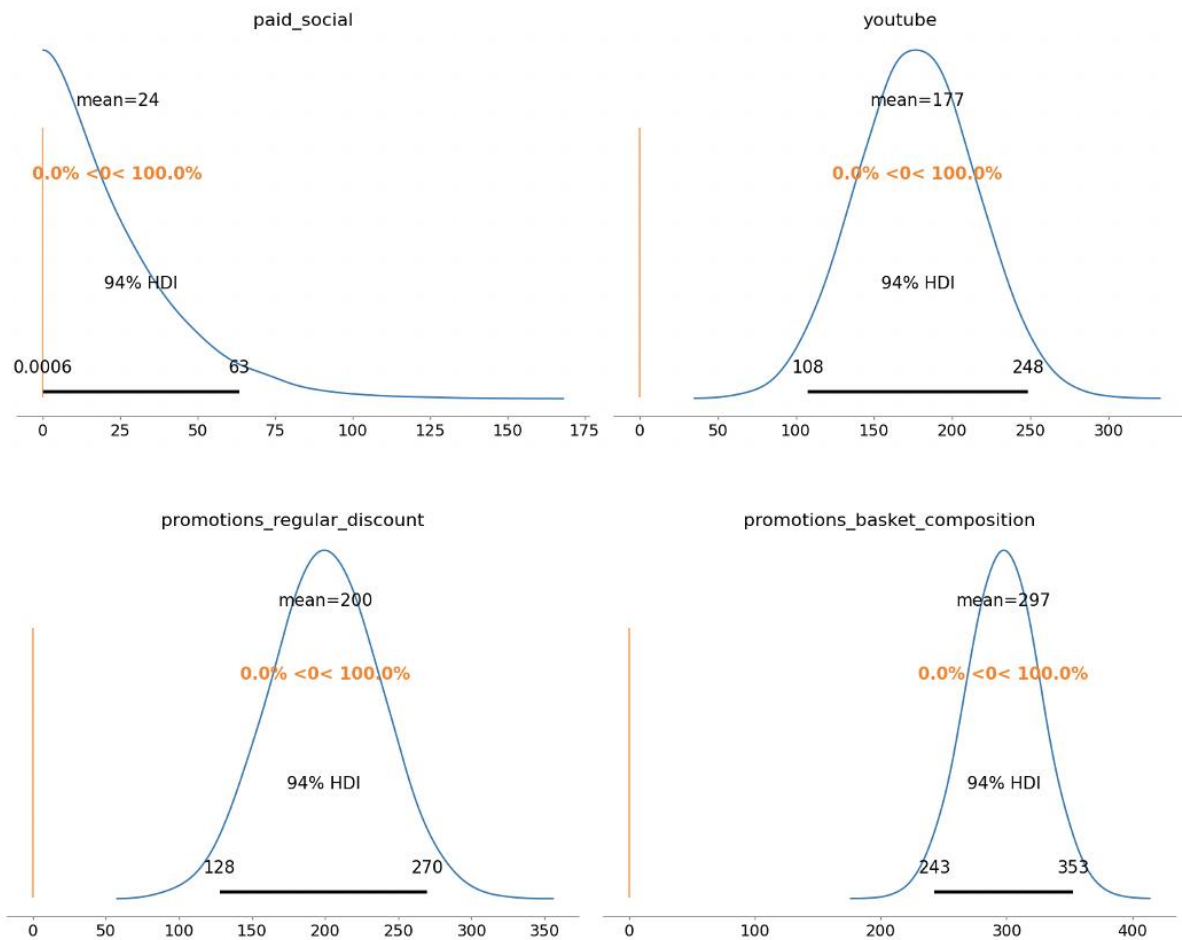 paid_social
mean=24
0.0% <0< 100.0%
94% HDI
0.0006 63
0 25 50 75 100 125 150 175
youtube
mean=177
0.0% <0< 100.0%
94% HDI
108 248
0 50 100 150 200 250 300
promotions_regular_discount
mean=200
0.0% <0< 100.0%
94% HDI
128 270
0 50 100 150 200 250 300 350
promotions_basket_composition
mean=297
0.0% <0< 100.0%
94% HDI
243 353
0 100 200 300 400